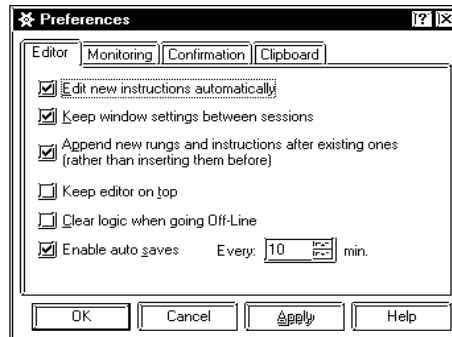 Preferences
Editor Monitoring Confirmation Clipboard
Edit new instructions automatically
Keep window settings between sessions
Append new rungs and instructions after existing ones
(rather than inserting them before)
Keep editor on top
Clear logic when going Off-Line
Enable auto saves Every: 10 min.
OK Cancel Apply Help